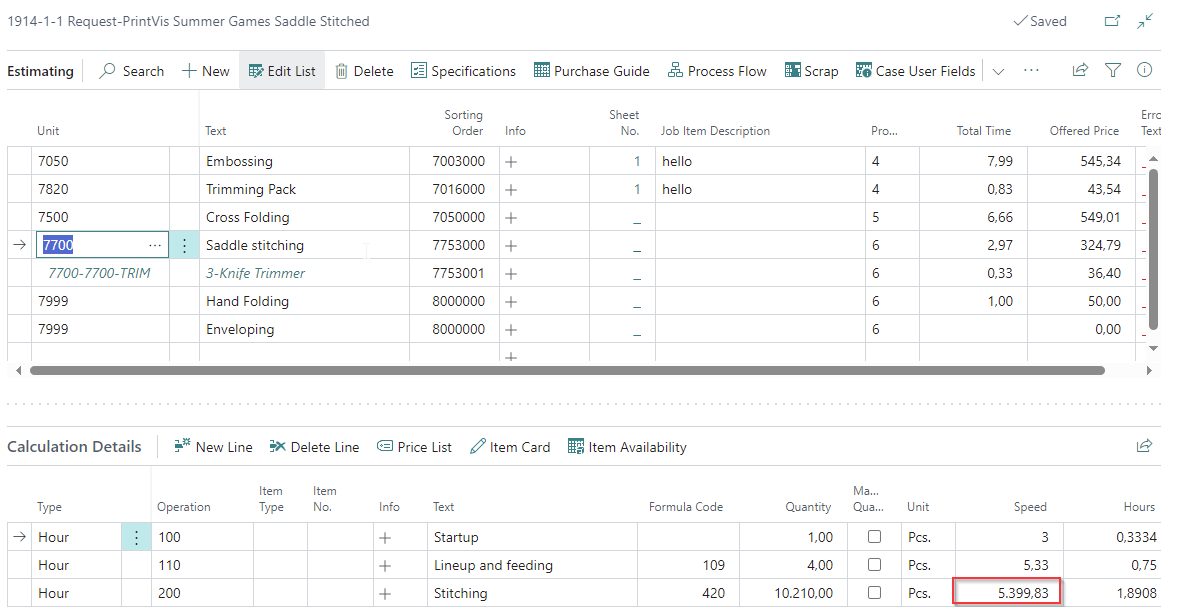 1914-1-1 Request-PrintVis Summer Games Saddle Stitched Saved
Estimating Search New Edit List Delete Specifications Purchase Guide Process Flow Scrap Case User Fields ...
Unit Text Sorting Order Info Sheet No. Job Item Description Pro... Total Time Offered Price Erro Text
7050 Embossing 7003000 + 1 hello 4 7,99 545,34 _
7820 Trimming Pack 7016000 + 1 hello 4 0,83 43,54 _
7500 Cross Folding 7050000 + _ 5 6,66 549,01 _
7700 ... Saddle stitching 7753000 + _ 6 2,97 324,79 _
7700-7700-TRIM 3-Knife Trimmer 7753001 + _ 6 0,33 36,40 _
7999 Hand Folding 8000000 + _ 6 1,00 50,00 _
7999 Enveloping 8000000 + _ 6 0,00 _
+
Calculation Details New Line Delete Line Price List Item Card Item Availability
Type Operation Item Type Item No. Info Text Formula Code Quantity Ma... Qua... Unit Speed Hours
Hour 100 + Startup 1,00 Pcs. 3 0,3334
Hour 110 + Lineup and feeding 109 4,00 Pcs. 5,33 0,75
Hour 200 + Stitching 420 10.210,00 Pcs. 5.399,83 1,8908